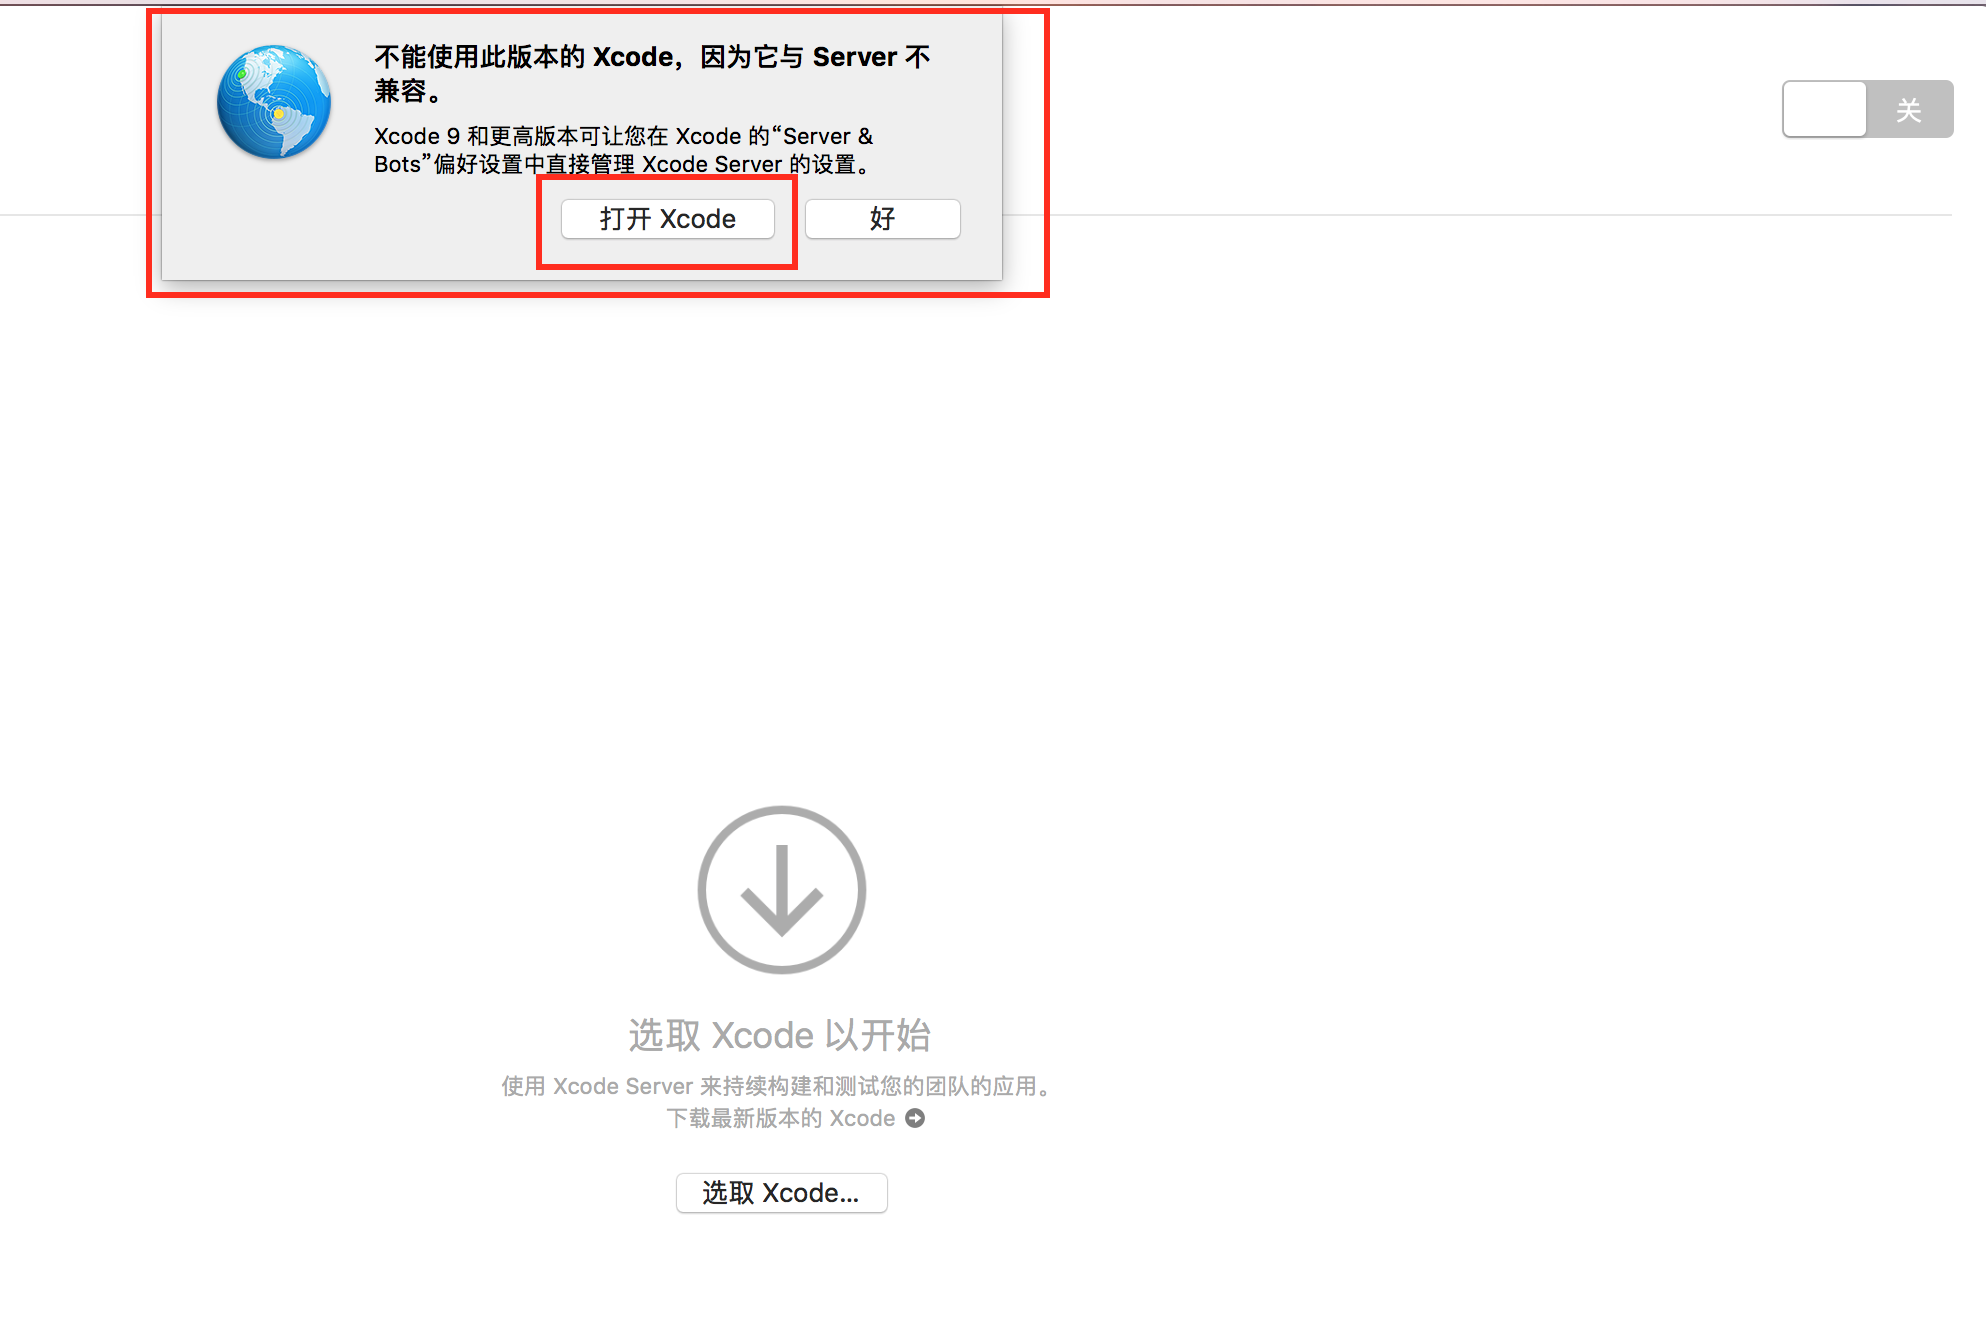 不能使用此版本的 Xcode，因为它与 Server 不
兼容。
Xcode 9 和更高版本可让您在 Xcode 的“Server &
Bots”偏好设置中直接管理 Xcode Server 的设置。
打开 Xcode
好
关
选取 Xcode 以开始
使用 Xcode Server 来持续构建和测试您的团队的应用。
下载最新版本的 Xcode
选取 Xcode...